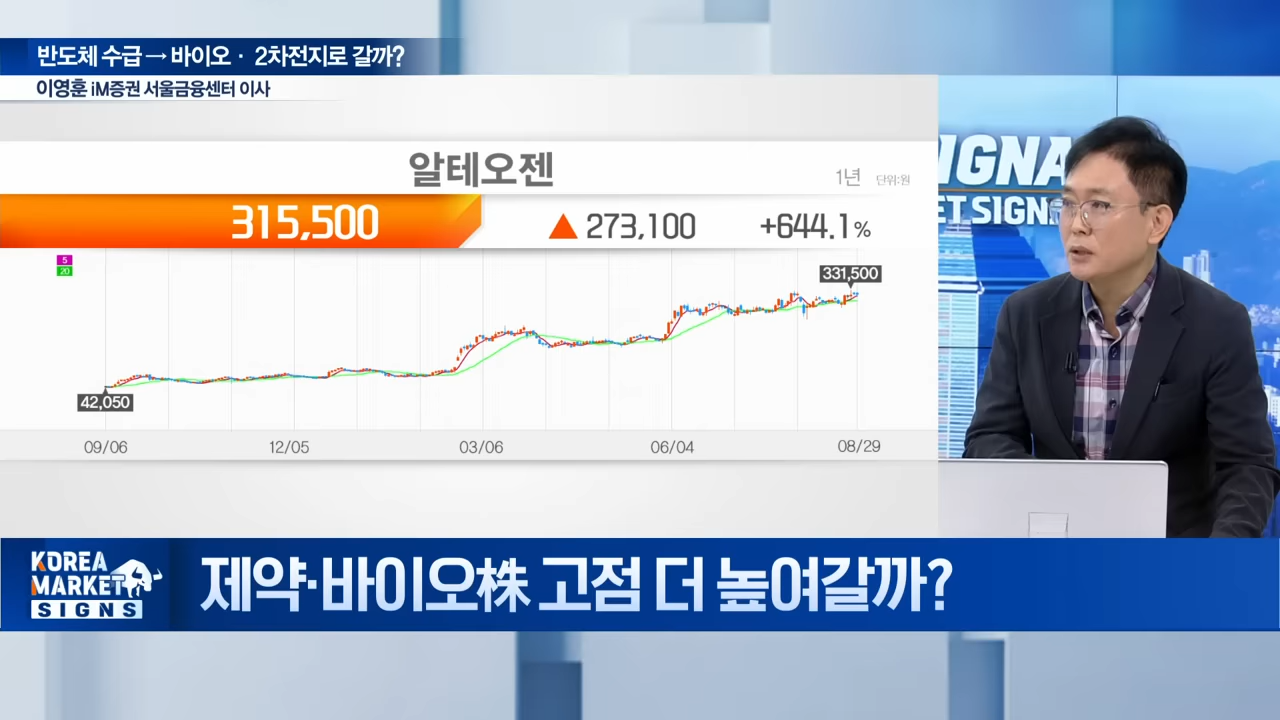 반도체 수급→바이오· 2차전지로 갈까?
이영훈 iM증권 서울금융센터 이사
알테오젠
1년 단위:원
315,500 ▲ 273,100 +644.1%
5
20
331,500
42,050
09/06 12/05 03/06 06/04 08/29
IGNA
ET SIGN
KOREA
MARKET
SIGNS
제약·바이오株 고점 더 높여갈까?